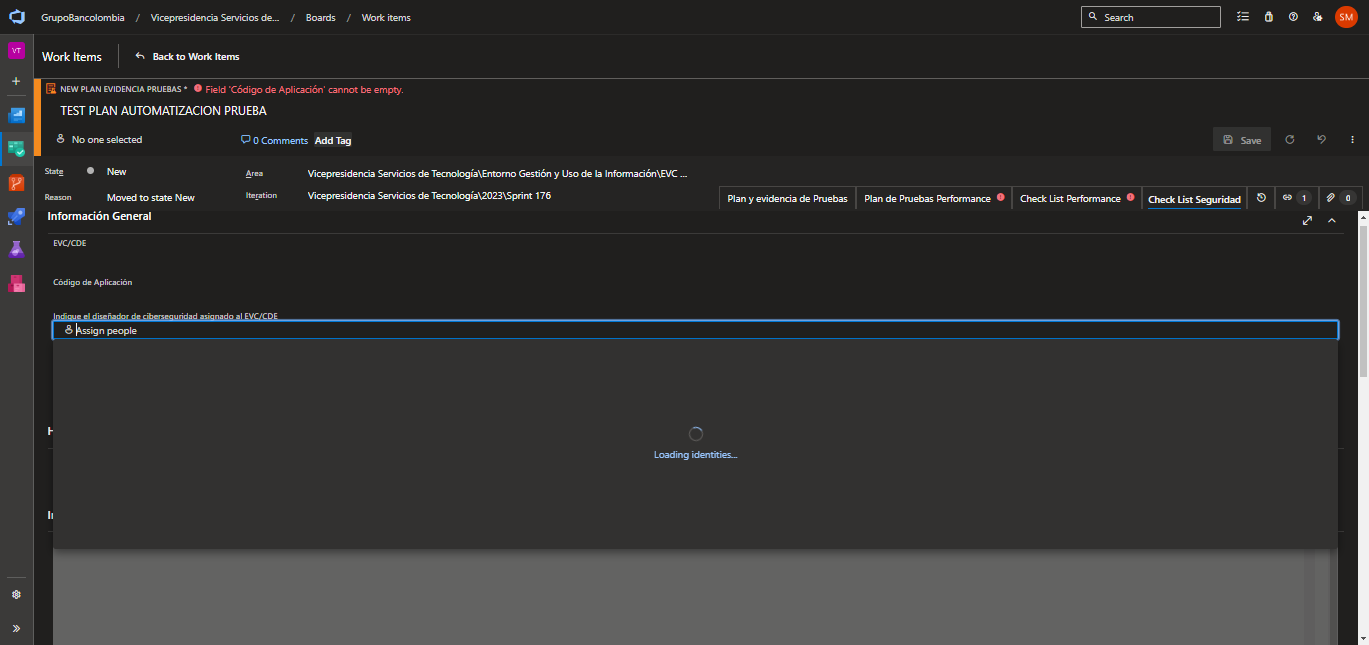 GrupoBancolombia / Vicepresidencia Servicios de... / Boards / Work items
Search
SM
VT
Work Items
Back to Work Items
NEW PLAN EVIDENCIA PRUEBAS * Field 'Código de Aplicación' cannot be empty.
TEST PLAN AUTOMATIZACION PRUEBA
No one selected
0 Comments
Add Tag
Save
State
New
Area
Vicepresidencia Servicios de Tecnología\Entorno Gestión y Uso de la Información\EVC ...
Reason
Moved to state New
Iteration
Vicepresidencia Servicios de Tecnología\2023\Sprint 176
Plan y evidencia de Pruebas
Plan de Pruebas Performance
Check List Performance
Check List Seguridad
1
0
Información General
EVC/CDE
Código de Aplicación
Indique el diseñador de ciberseguridad asignado al EVC/CDE
Assign people
Loading identities...